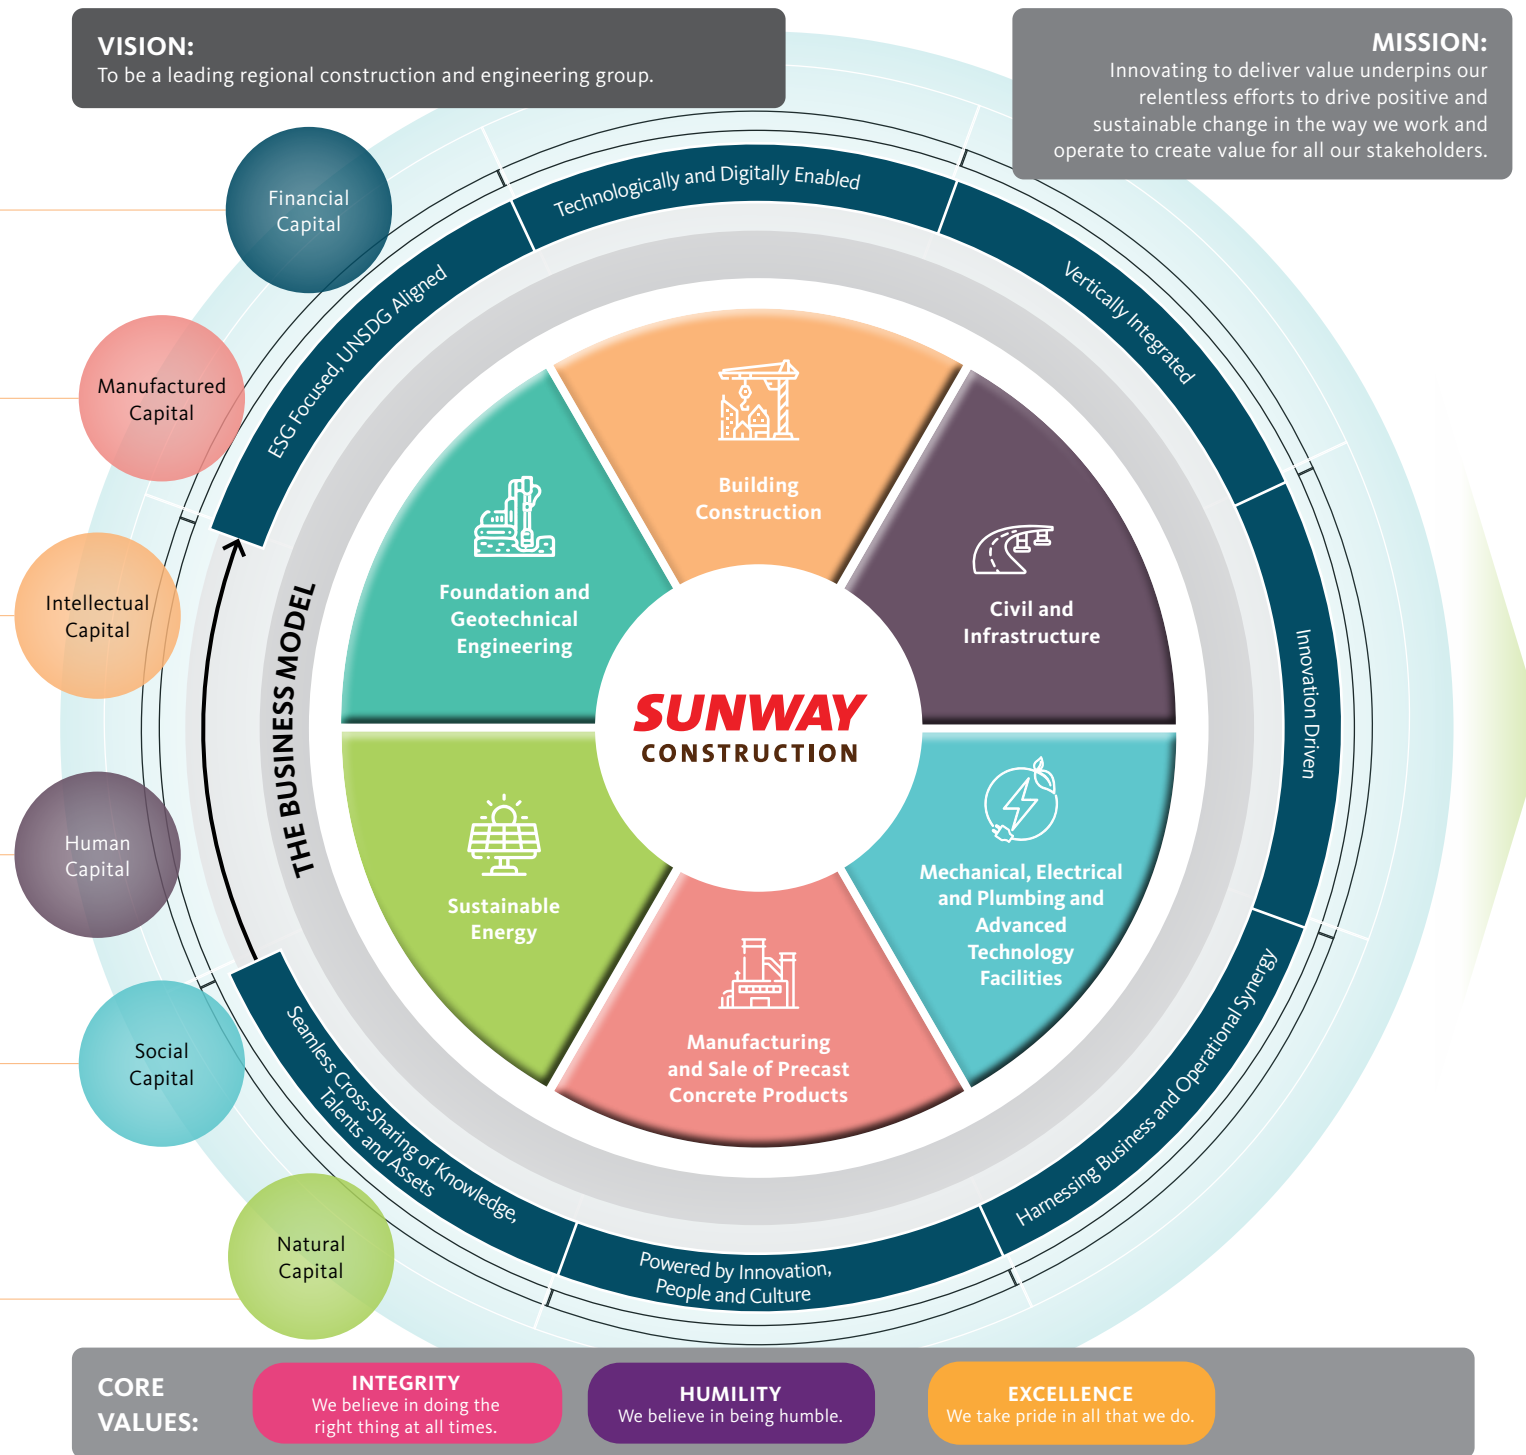 VISION:
To be a leading regional construction and engineering group.
MISSION:
Innovating to deliver value underpins our
relentless efforts to drive positive and
sustainable change in the way we work and
operate to create value for all our stakeholders.
Financial
Capital
Manufactured
Capital
Intellectual
Capital
Human
Capital
Social
Capital
Natural
Capital
THE BUSINESS MODEL
ESG Focused, UNSDG Aligned
Technologically and Digitally Enabled
Vertically Integrated
Innovation Driven
Harnessing Business and Operational Synergy
Powered by Innovation,
People and Culture
Seamless Cross-Sharing of Knowledge,
Talents and Assets
Building
Construction
Civil and
Infrastructure
Mechanical, Electrical
and Plumbing and
Advanced
Technology
Facilities
Manufacturing
and Sale of Precast
Concrete Products
Sustainable
Energy
Foundation and
Geotechnical
Engineering
SUNWAY
CONSTRUCTION
CORE
VALUES:
INTEGRITY
We believe in doing the
right thing at all times.
HUMILITY
We believe in being humble.
EXCELLENCE
We take pride in all that we do.